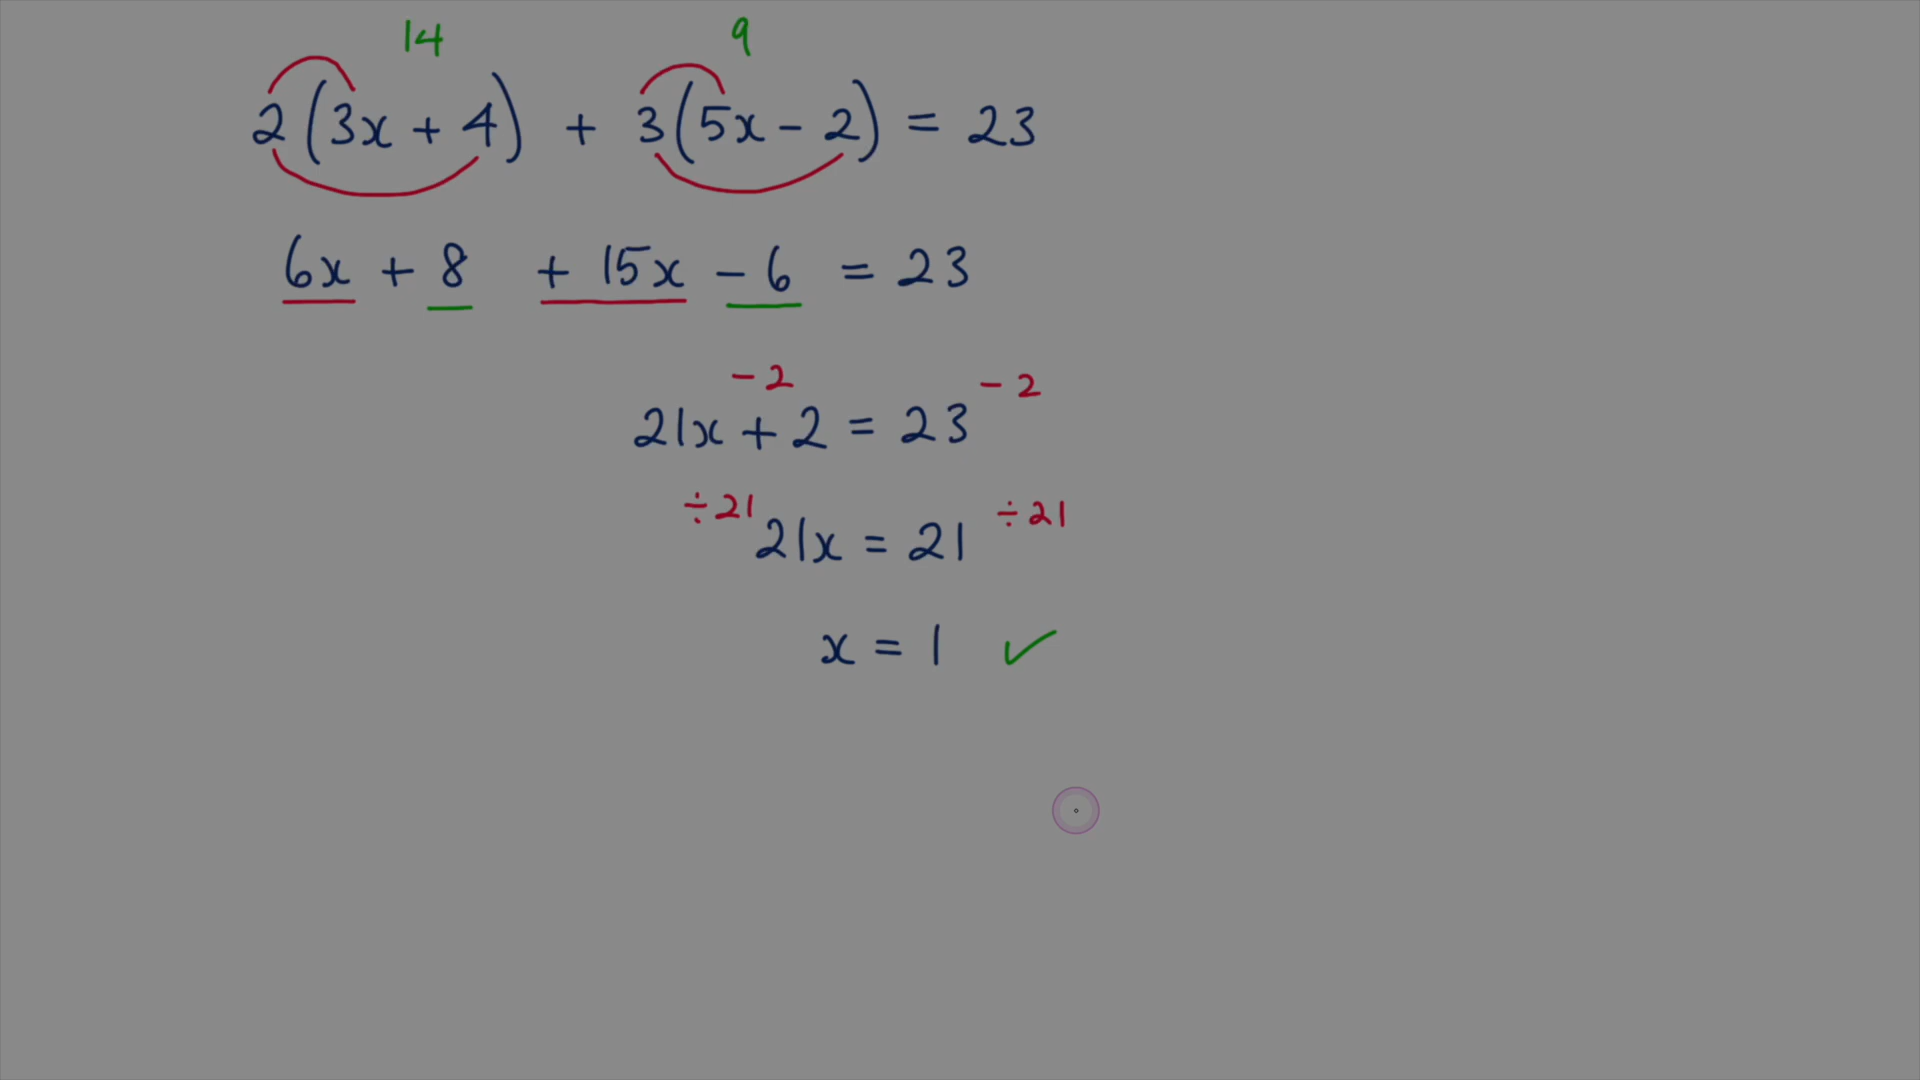 14 9
2(3x + 4) + 3(5x - 2) = 23
6x + 8 + 15x - 6 = 23
-2 -2
21x + 2 = 23
÷21 ÷21
21x = 21
x = 1 ✓